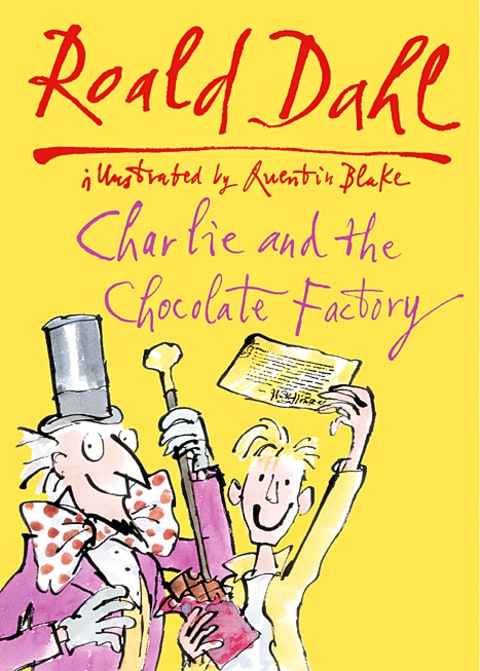 Roald Dahl
illustrated by Quentin Blake
Charlie and the
Chocolate Factory